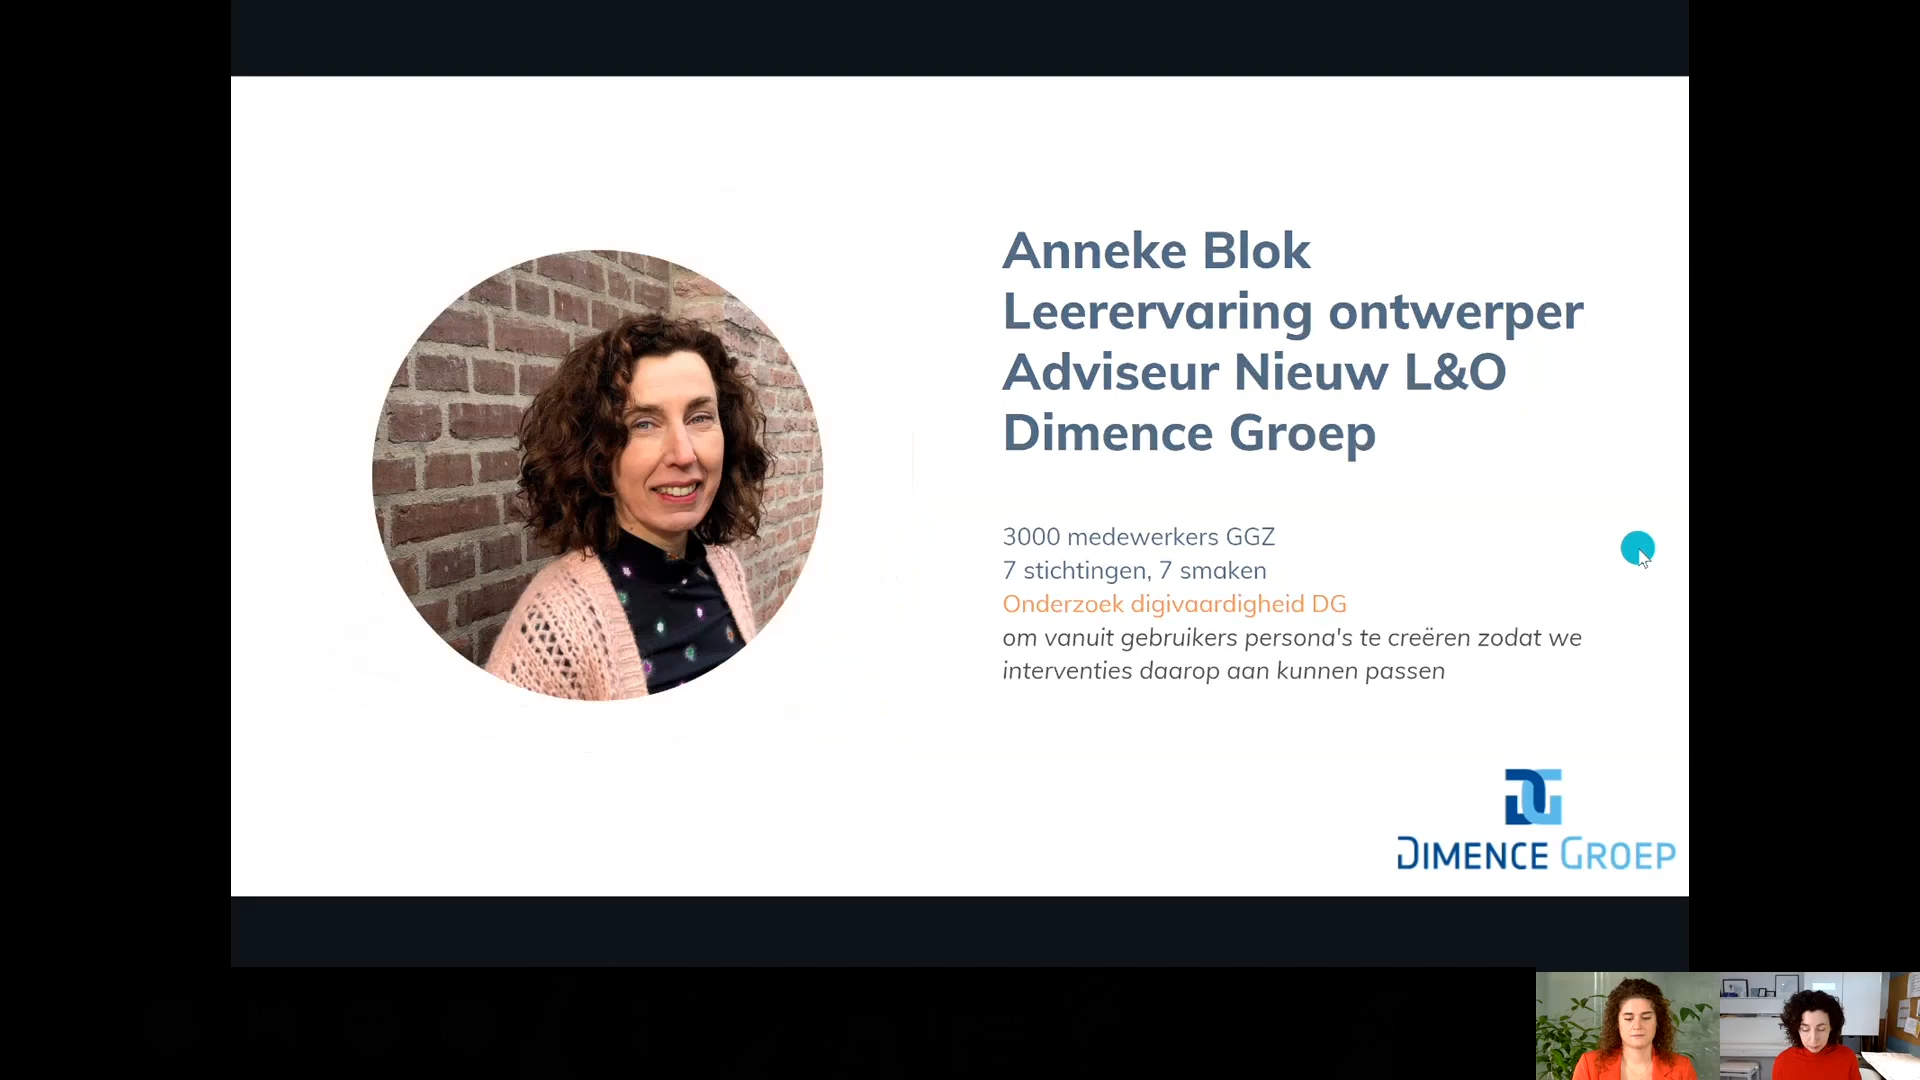 Anneke Blok
Leerervaring ontwerper
Adviseur Nieuw L&O
Dimence Groep
3000 medewerkers GGZ
7 stichtingen, 7 smaken
Onderzoek digivaardigheid DG
om vanuit gebruikers persona's te creëren zodat we
interventies daarop aan kunnen passen
DIMENCE GROEP